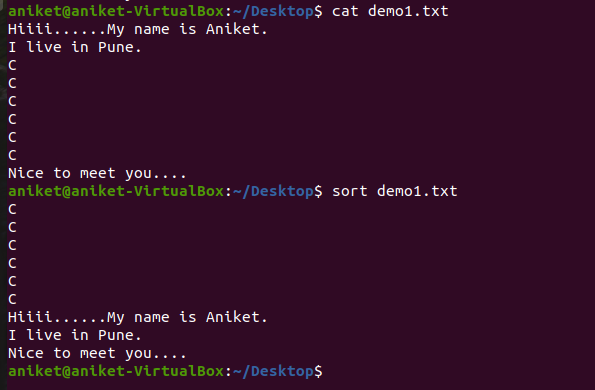 aniket@aniket-VirtualBox:~/Desktop$ cat demo1.txt
Hiiii......My name is Aniket.
I live in Pune.
C
C
C
C
C
C
Nice to meet you....
aniket@aniket-VirtualBox:~/Desktop$ sort demo1.txt
C
C
C
C
C
C
Hiiii......My name is Aniket.
I live in Pune.
Nice to meet you....
aniket@aniket-VirtualBox:~/Desktop$